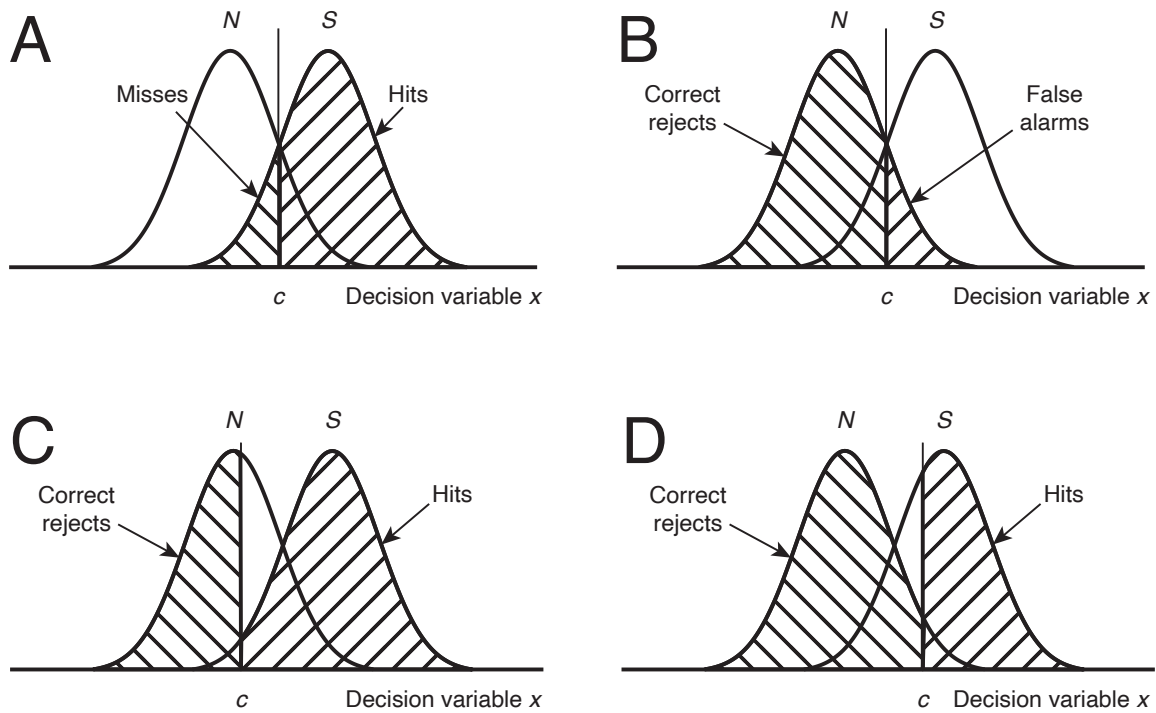 A
N
S
Misses
Hits
c
Decision variable x
B
N
S
Correct
rejects
False
alarms
c
Decision variable x
C
N
S
Correct
rejects
Hits
c
Decision variable x
D
N
S
Correct
rejects
Hits
c
Decision variable x